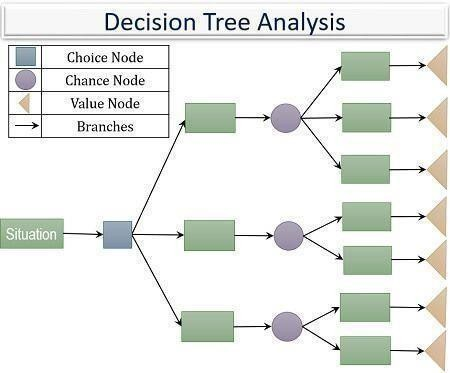 Decision Tree Analysis
Choice Node
Chance Node
Value Node
Branches
Situation